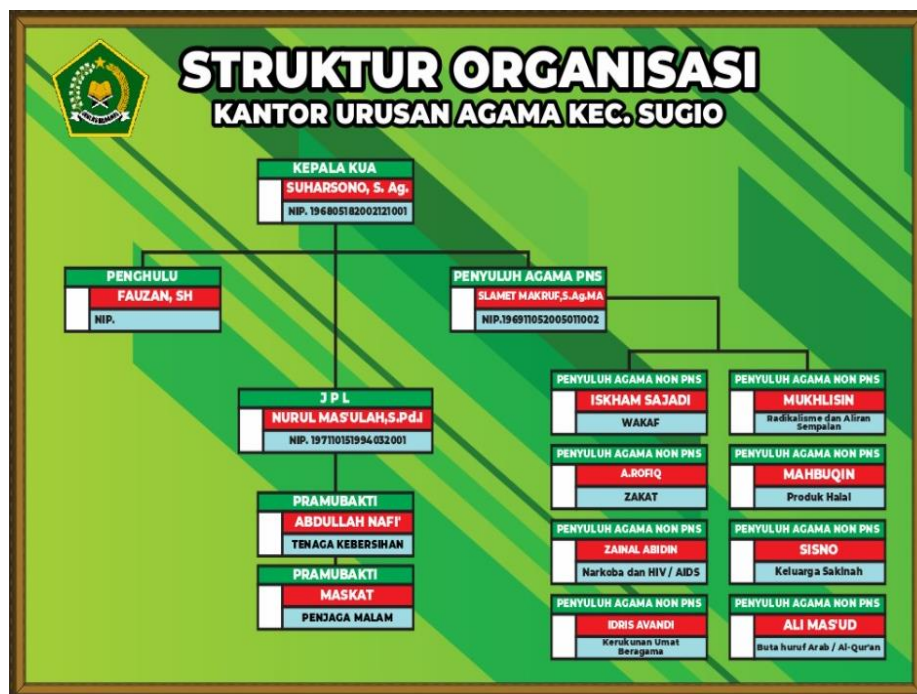 STRUKTUR ORGANISASI
KANTOR URUSAN AGAMA KEC. SUGIO
KEPALA KUA
SUHARSONO, S. Ag.
NIP. 196805182002121001
PENGHULU
FAUZAN, SH
NIP.
PENYULUH AGAMA PNS
SLAMET MAKRUF,S.Ag.MA
NIP.196911052005011002
J P L
NURUL MAS'ULAH,S.Pd.I
NIP. 197110151994032001
PRAMUBAKTI
ABDULLAH NAFI'
TENAGA KEBERSIHAN
PRAMUBAKTI
MASKAT
PENJAGA MALAM
PENYULUH AGAMA NON PNS
ISKHAM SAJADI
WAKAF
PENYULUH AGAMA NON PNS
MUKHLISIN
Radikalisme dan Aliran
Sempalan
PENYULUH AGAMA NON PNS
A.ROFIQ
ZAKAT
PENYULUH AGAMA NON PNS
MAHBUQIN
Produk Halal
PENYULUH AGAMA NON PNS
ZAINAL ABIDIN
Narkoba dan HIV / AIDS
PENYULUH AGAMA NON PNS
SISNO
Keluarga Sakinah
PENYULUH AGAMA NON PNS
IDRIS AVANDI
Kerukunan Umat
Beragama
PENYULUH AGAMA NON PNS
ALI MAS'UD
Buta huruf Arab / Al-Qur'an